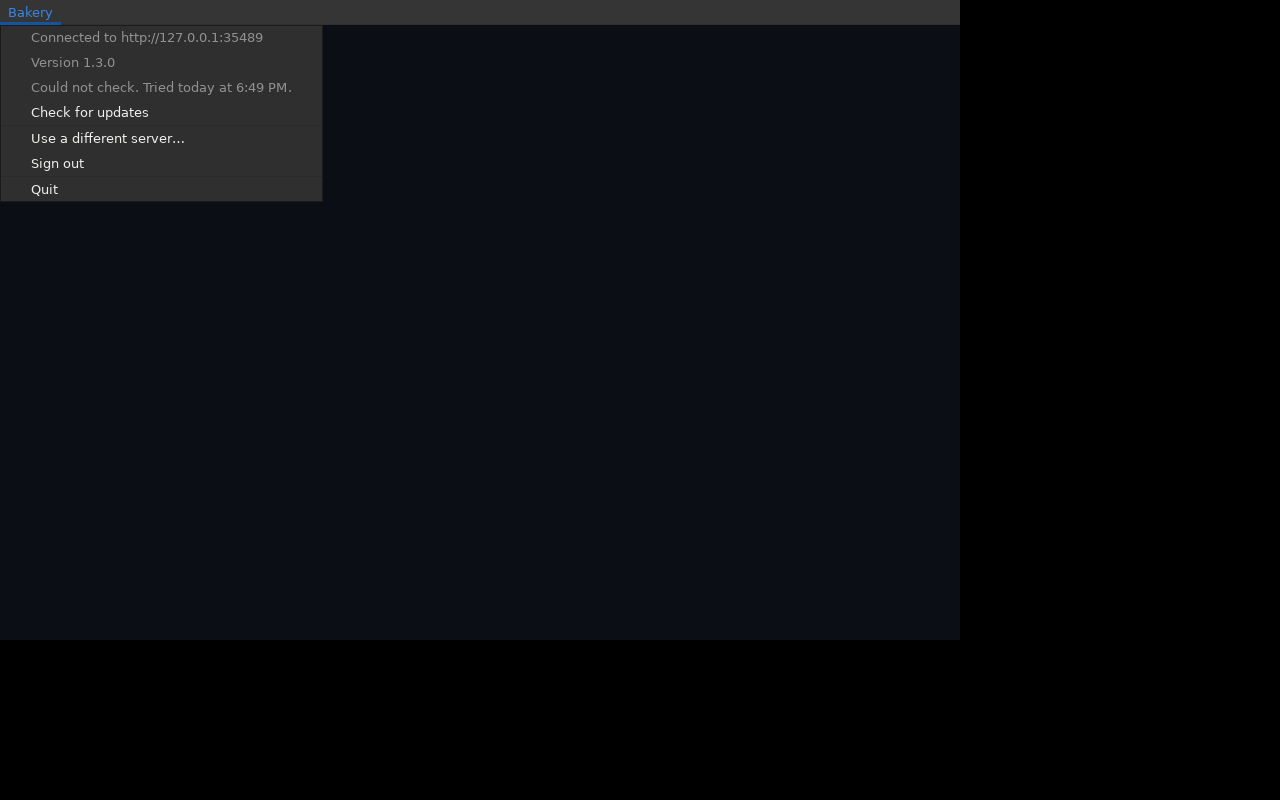 Bakery
Connected to http://127.0.0.1:35489
Version 1.3.0
Could not check. Tried today at 6:49 PM.
Check for updates
Use a different server...
Sign out
Quit